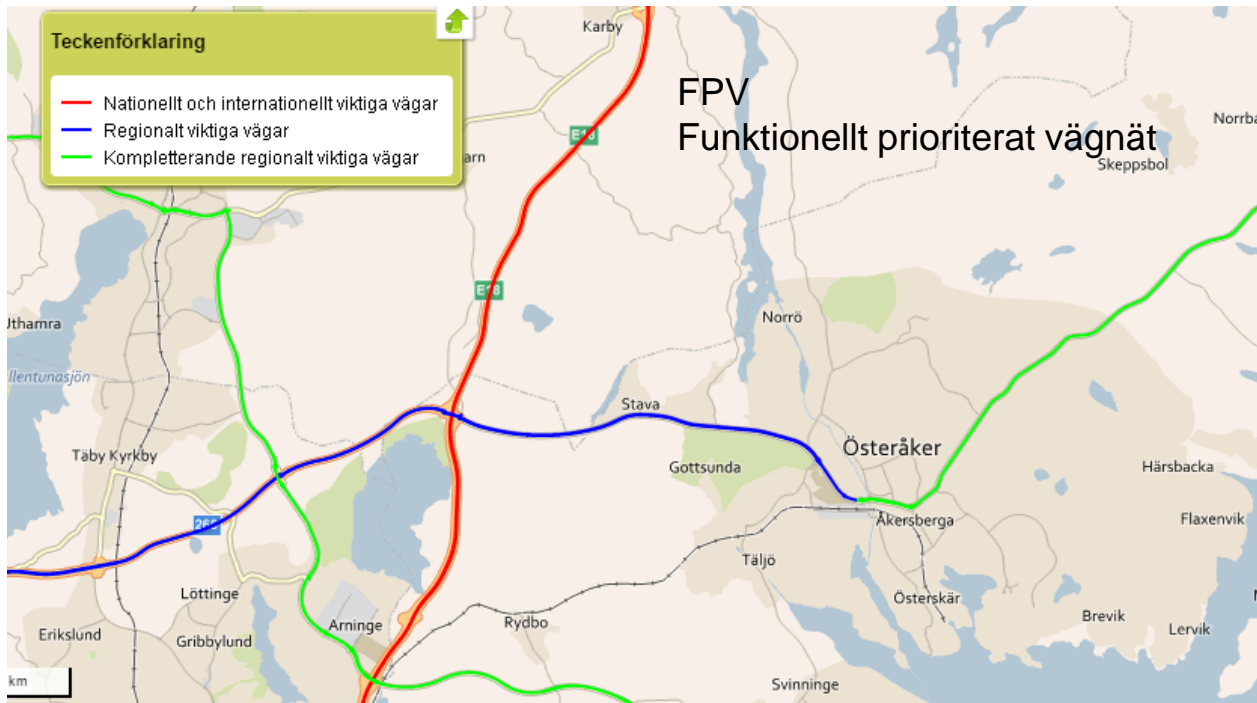 Teckenförklaring
Nationellt och internationellt viktiga vägar
Regionalt viktiga vägar
Kompletterande regionalt viktiga vägar
FPV
Funktionellt prioriterat vägnät
Karby
E18
arn
Skeppsbol
E18
Norrö
Stava
Österåker
Täby Kyrkby
Gottsunda
Härsbacka
265
Åkersberga
Flaxenvik
Täljö
Löttinge
Österskär
Brevik
Lervik
Arninge
Rydbo
Erikslund
Gribbylund
km
Svinninge